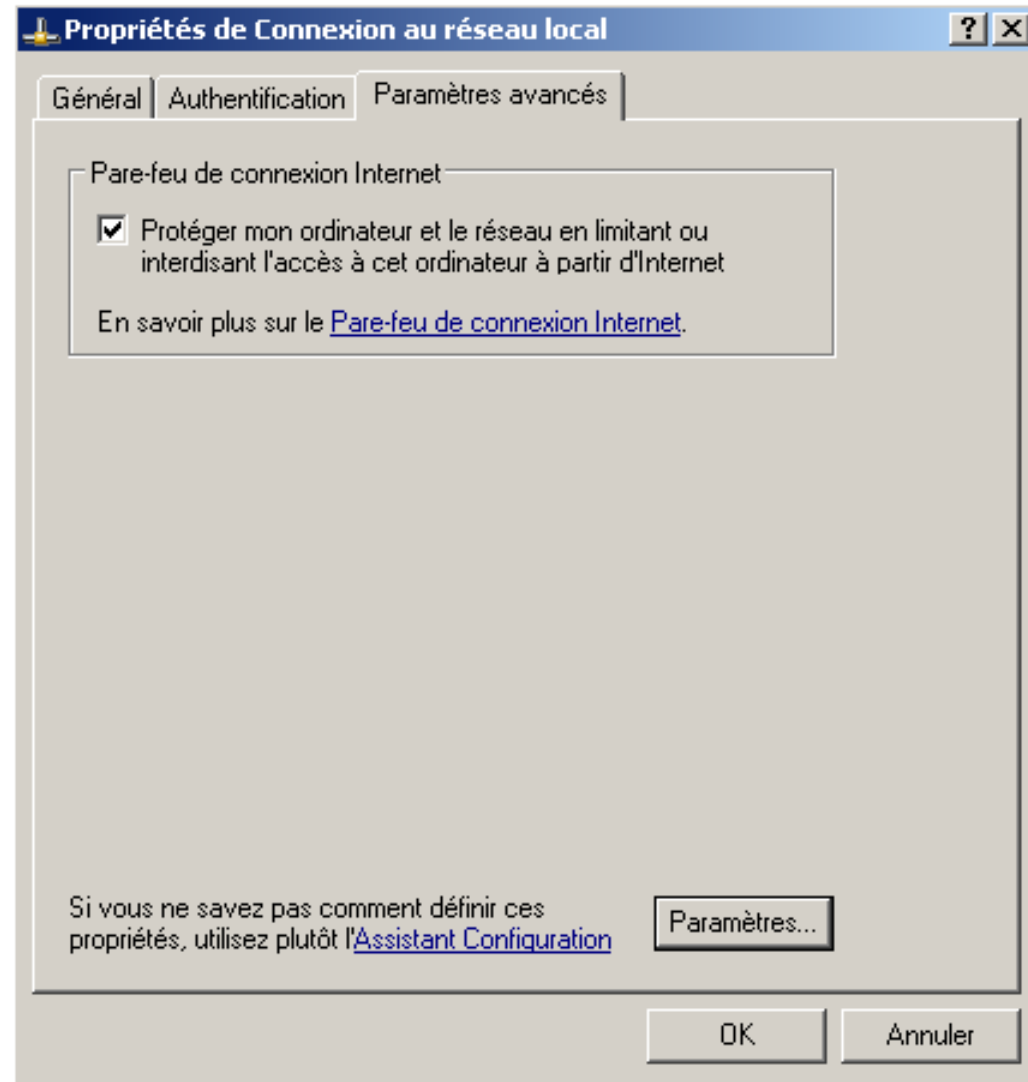 Propriétés de Connexion au réseau local
Général
Authentification
Paramètres avancés
Pare-feu de connexion Internet
Protéger mon ordinateur et le réseau en limitant ou
interdisant l'accès à cet ordinateur à partir d'Internet
En savoir plus sur le Pare-feu de connexion Internet.
Si vous ne savez pas comment définir ces
propriétés, utilisez plutôt l'Assistant Configuration
Paramètres...
OK
Annuler